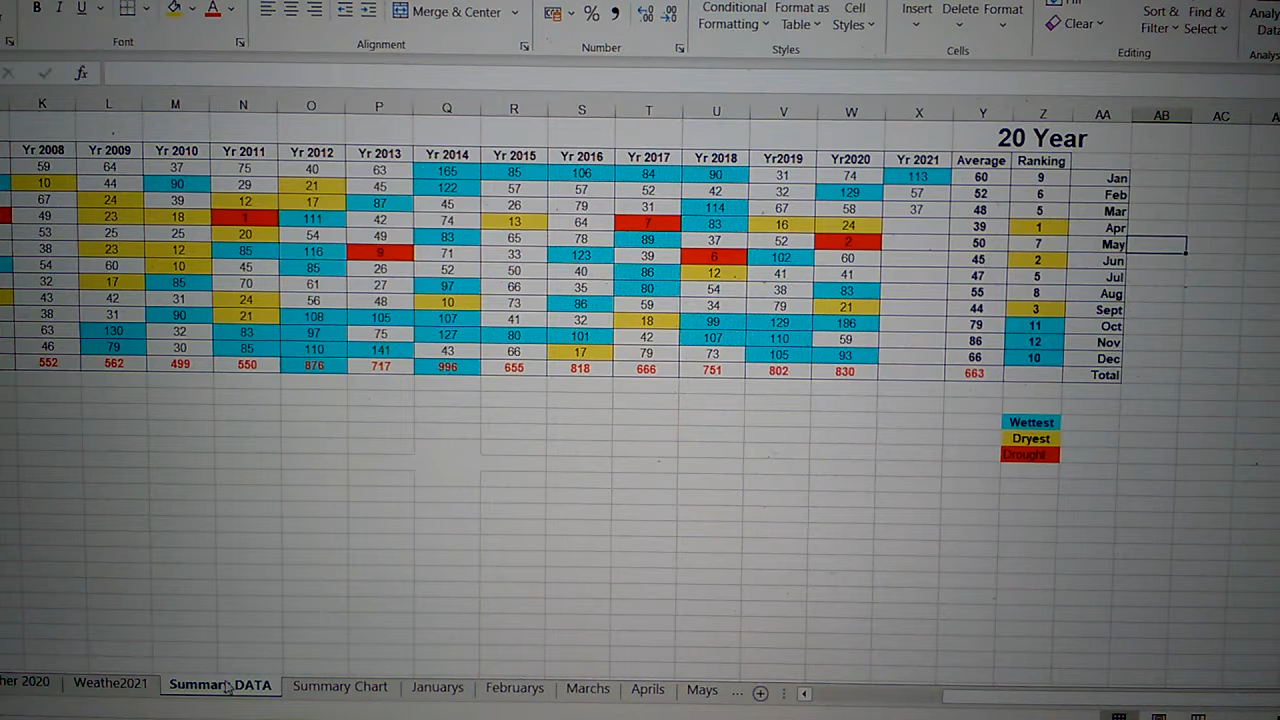 B I U A Merge & Center % , Conditional Format as Cell Insert Delete Format Clear Sort & Find &
Formatting Table Styles Filter Select
Font Alignment Number Styles Cells Editing
fx
K L M N O P Q R S T U V W X Y Z AA AB AC
20 Year
Yr 2008 Yr 2009 Yr 2010 Yr 2011 Yr 2012 Yr 2013 Yr 2014 Yr 2015 Yr 2016 Yr 2017 Yr 2018 Yr2019 Yr2020 Yr 2021 Average Ranking
59 64 37 75 40 63 165 85 106 84 90 31 74 113 60 9 Jan
10 44 90 29 21 45 122 57 57 52 42 32 129 57 52 6 Feb
67 24 39 12 17 87 45 26 79 31 114 67 58 37 48 5 Mar
49 23 18 1 111 42 74 13 64 7 83 16 24 39 1 Apr
53 25 25 20 54 49 83 65 78 89 37 52 2 50 7 May
38 23 12 85 116 9 71 33 123 39 6 102 60 45 2 Jun
54 60 10 45 85 26 52 50 40 86 12 41 41 47 5 Jul
32 17 85 70 61 27 97 66 35 80 54 38 83 55 8 Aug
43 42 31 24 56 48 10 73 86 59 34 79 21 44 3 Sept
38 31 90 21 108 105 107 41 32 18 99 129 186 79 11 Oct
63 130 32 83 97 75 127 80 101 42 107 110 59 86 12 Nov
46 79 30 85 110 141 43 66 17 79 73 105 93 66 10 Dec
552 562 499 550 876 717 996 655 818 666 751 802 830 663 Total
Wettest
Dryest
Drought
her 2020 Weathe2021 Summary DATA Summary Chart Januarys Februarys Marchs Aprils Mays ...